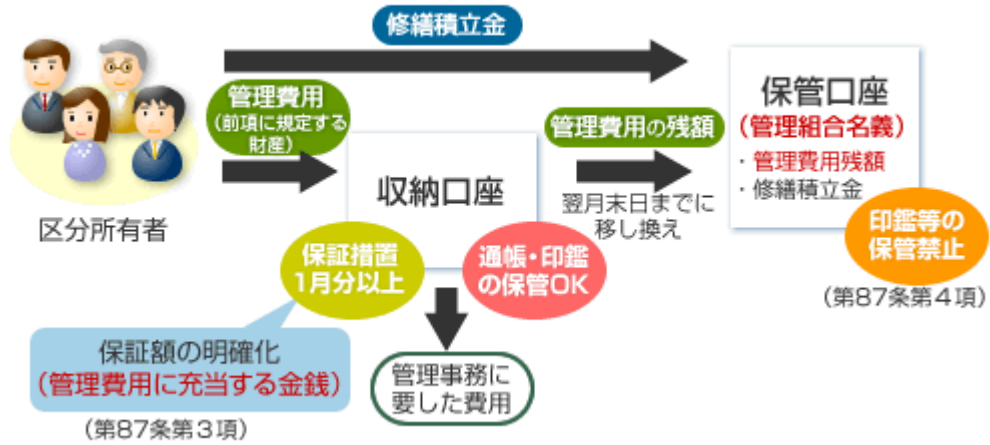 修繕積立金
管理費用
(前項に規定する
財産)
区分所有者
収納口座
管理費用の残額
翌月末日までに
移し換え
保管口座
(管理組合名義)
・管理費用残額
・修繕積立金
印鑑等の
保管禁止
(第87条第4項)
保証措置
1月分以上
通帳・印鑑
の保管OK
保証額の明確化
(管理費用に充当する金銭)
(第87条第3項)
管理事務に
要した費用